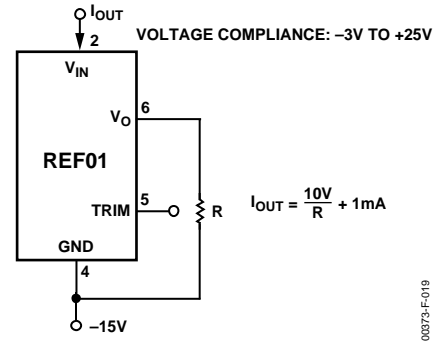 IOUT
2
VOLTAGE COMPLIANCE: –3V TO +25V
VIN
6
VO
REF01
5
TRIM
R
IOUT = 10V/R + 1mA
GND
4
–15V
00373-F-019